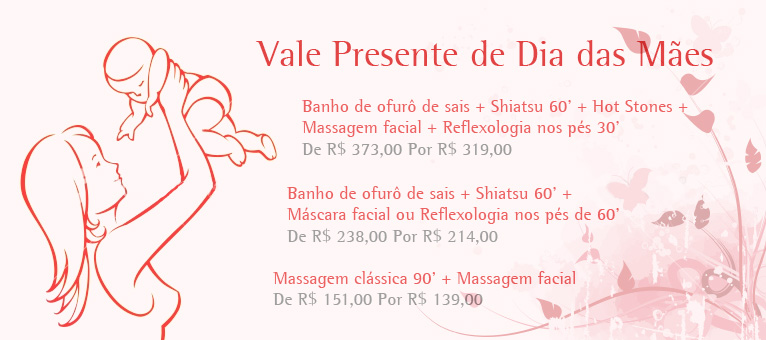 Vale Presente de Dia das Mães
Banho de ofurô de sais + Shiatsu 60' + Hot Stones +
Massagem facial + Reflexologia nos pés 30'
De R$ 373,00 Por R$ 319,00
Banho de ofurô de sais + Shiatsu 60' +
Máscara facial ou Reflexologia nos pés de 60'
De R$ 238,00 Por R$ 214,00
Massagem clássica 90' + Massagem facial
De R$ 151,00 Por R$ 139,00